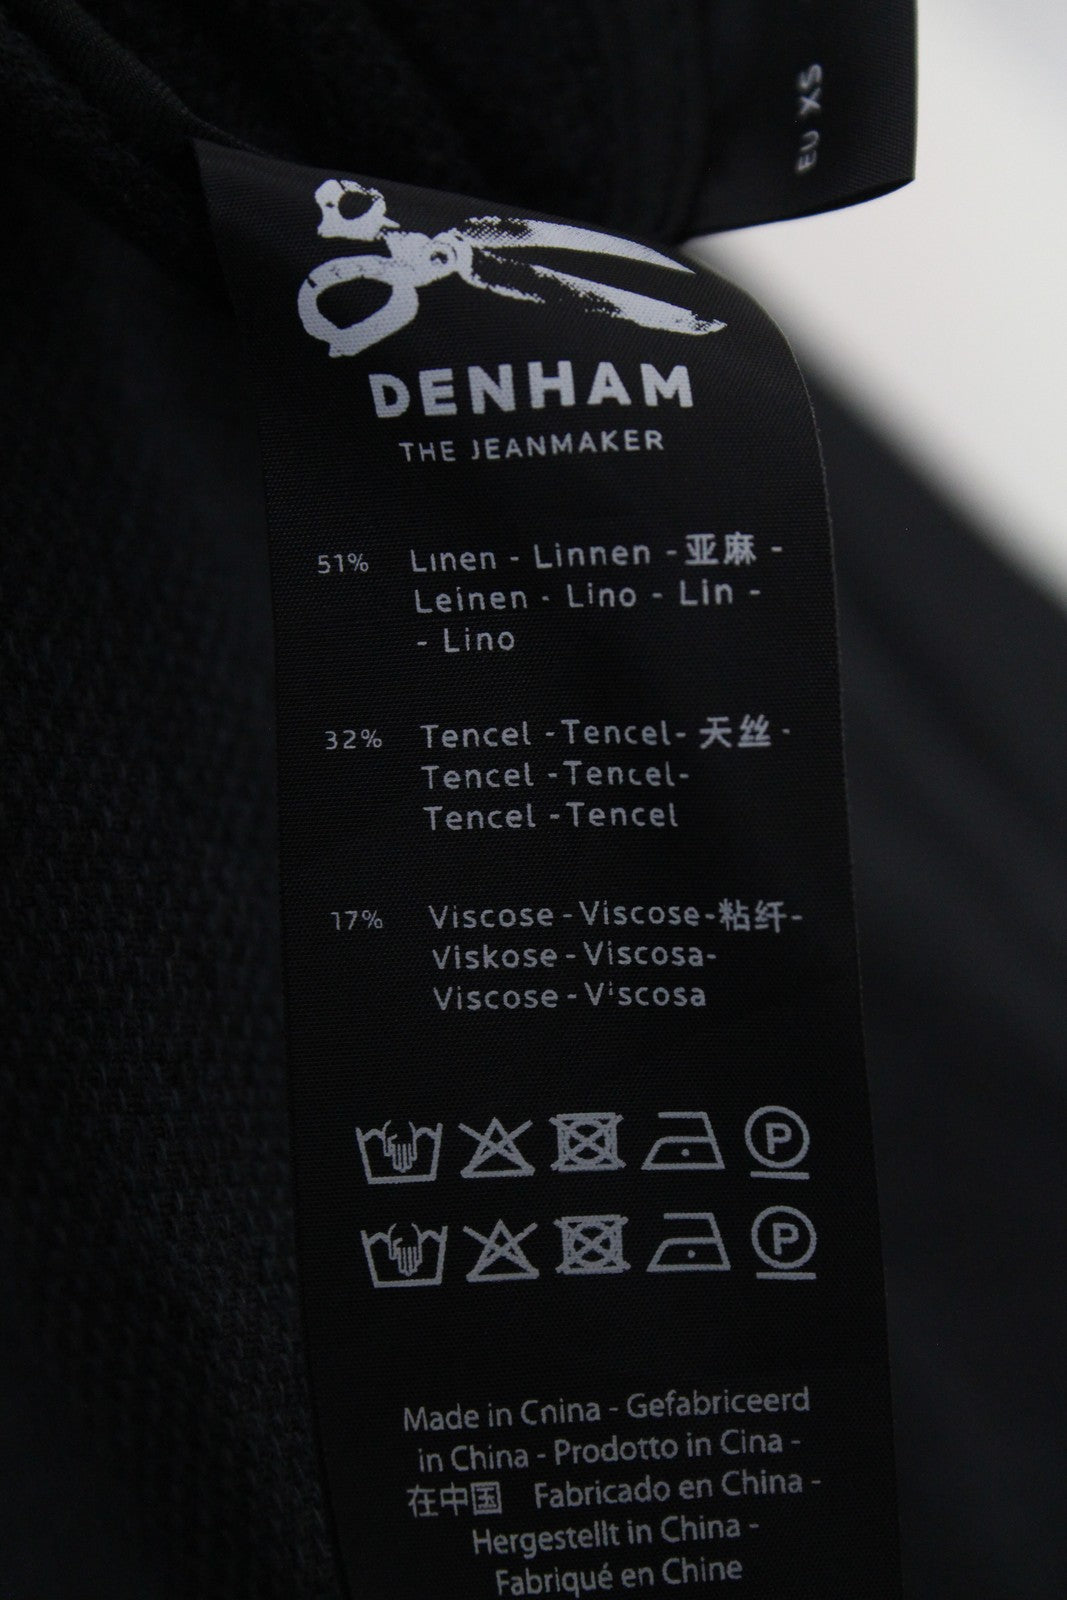 EU XS
DENHAM
THE JEANMAKER
51% Linen - Linnen - 亚麻 -
Leinen - Lino - Lin -
- Lino
32% Tencel - Tencel - 天丝 -
Tencel - Tencel -
Tencel - Tencel
17% Viscose - Viscose - 粘纤 -
Viskose - Viscosa -
Viscose - Viscosa
P
P
Made in China - Gefabriceerd
in China - Prodotto in Cina -
在中国 Fabricado en China -
Hergestellt in China -
Fabriqué en Chine